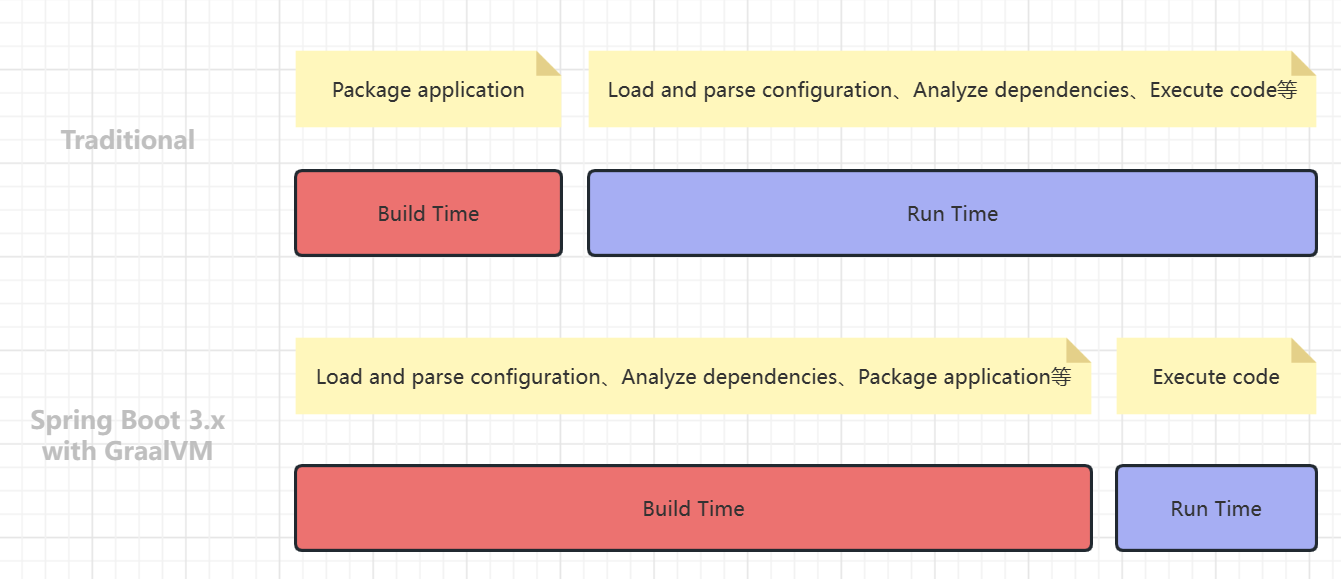 Package application
Load and parse configuration、Analyze dependencies、Execute code等
Traditional
Build Time
Run Time
Load and parse configuration、Analyze dependencies、Package application等
Execute code
Spring Boot 3.x
with GraalVM
Build Time
Run Time